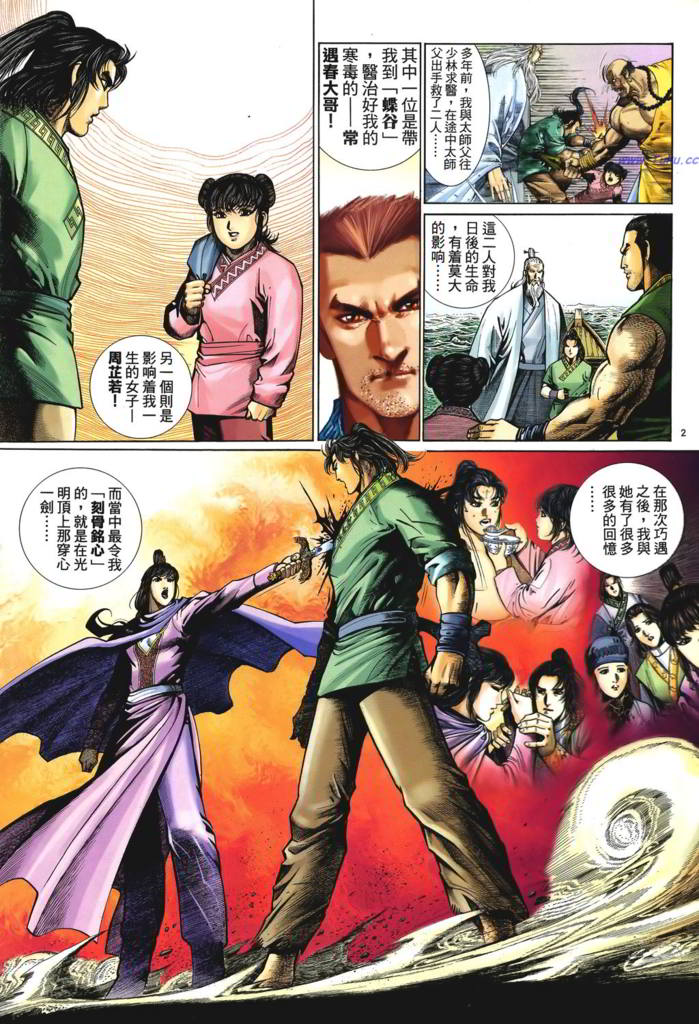 多年前，我與太師父往
少林求醫，在途中太師
父出手救了二人……
這二人對我
日後的生命
，有着莫大
的影响……
其中一位是帶
我到「蝶谷」
，醫治好我的
寒毒的——常
遇春大哥！
另一個則是
影响着我一
生的女子—
周芷若！
2
在那次巧遇
之後，我與
她有了很多
很多的回憶
……
而當中最令我
「刻骨銘心」
的，就是在光
明頂上那穿心
一劍……